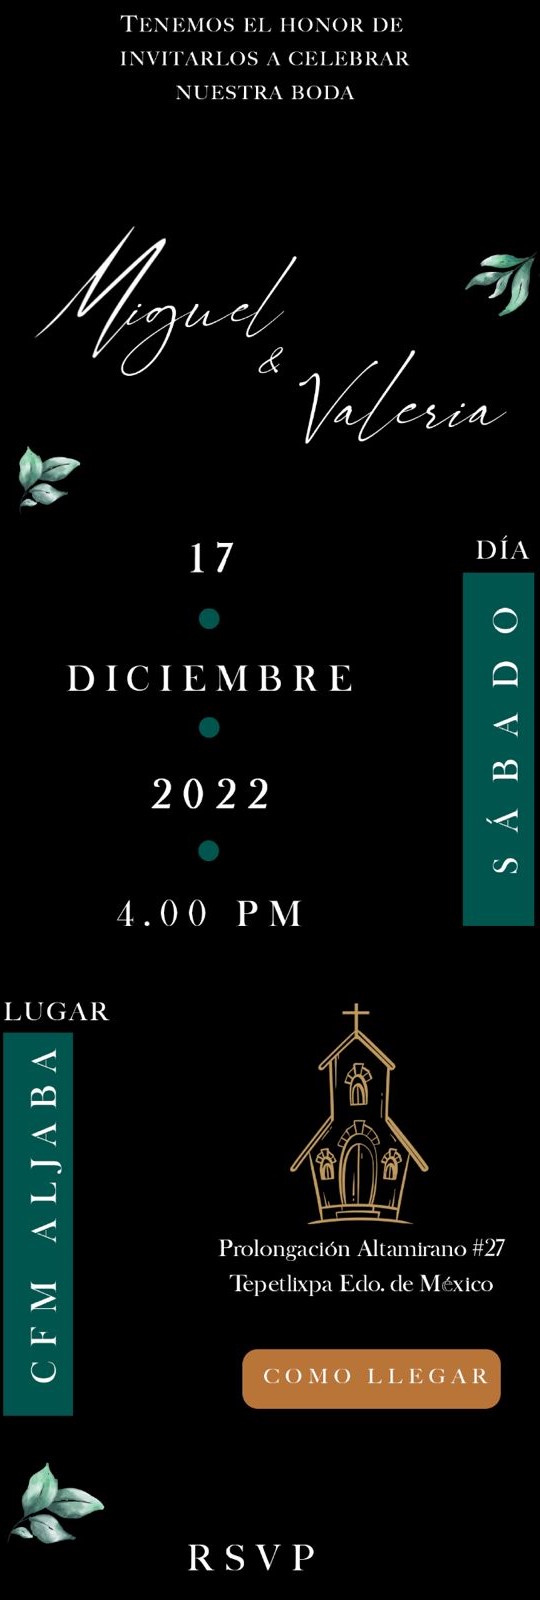 TENEMOS EL HONOR DE
INVITARLOS A CELEBRAR
NUESTRA BODA
Miguel
&
Valeria
17
DICIEMBRE
2022
4.00 PM
DÍA
SÁBADO
LUGAR
CFM ALJABA
Prolongación Altamirano #27
Tepetlixpa Edo. de México
COMO LLEGAR
RSVP